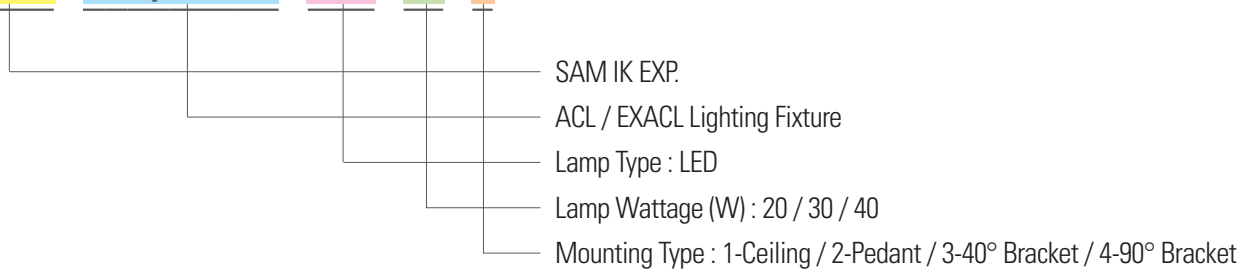 SAM IK EXP.
ACL / EXACL Lighting Fixture
Lamp Type : LED
Lamp Wattage (W) : 20 / 30 / 40
Mounting Type : 1-Ceiling / 2-Pedant / 3-40° Bracket / 4-90° Bracket